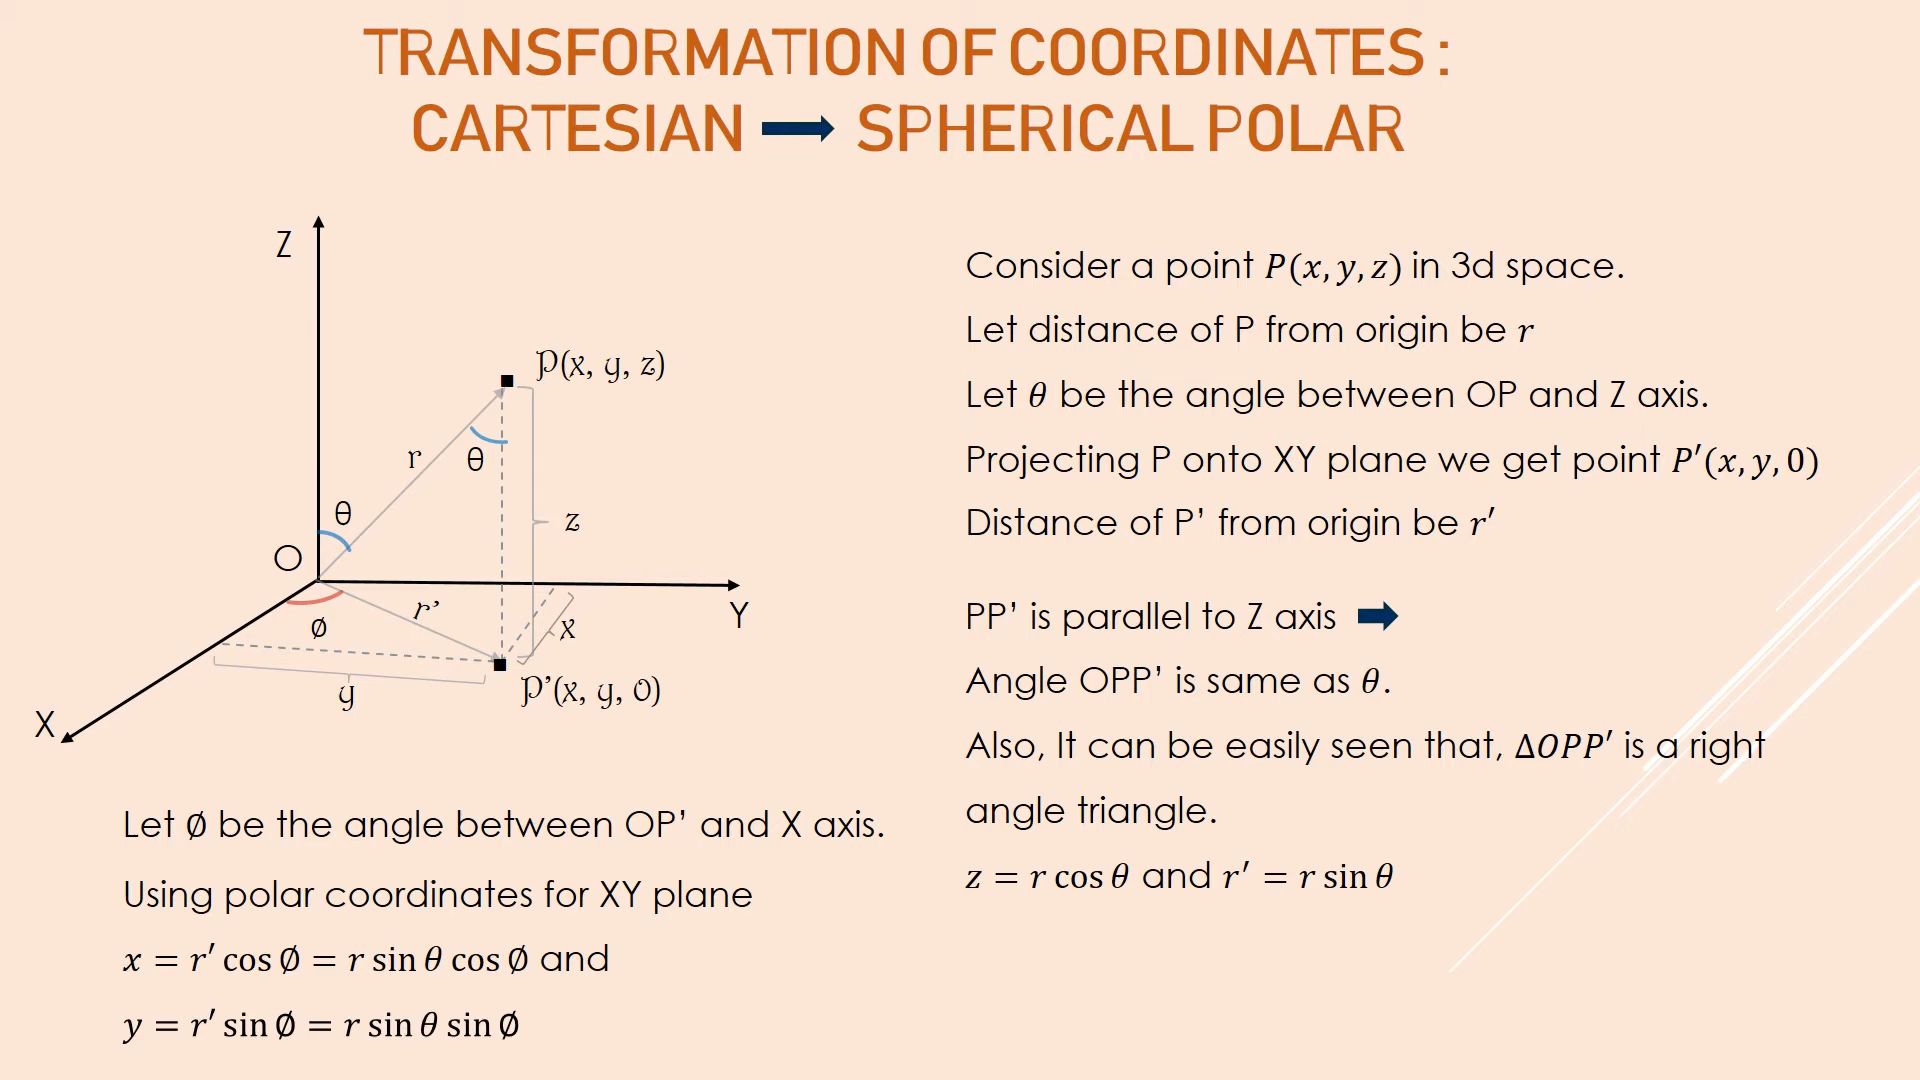 TRANSFORMATION OF COORDINATES :
CARTESIAN ➡ SPHERICAL POLAR
Z
P(x, y, z)
r
θ
θ
z
O
r’
Y
ϕ
x
y
P’(x, y, 0)
X
Let ∅ be the angle between OP’ and X axis.
Using polar coordinates for XY plane
x = r′ cos ∅ = r sin θ cos ∅ and
y = r′ sin ∅ = r sin θ sin ∅
Consider a point P(x, y, z) in 3d space.
Let distance of P from origin be r
Let θ be the angle between OP and Z axis.
Projecting P onto XY plane we get point P′(x, y, 0)
Distance of P’ from origin be r′
PP’ is parallel to Z axis ➡
Angle OPP’ is same as θ.
Also, It can be easily seen that, ΔOPP′ is a right
angle triangle.
z = r cos θ and r′ = r sin θ